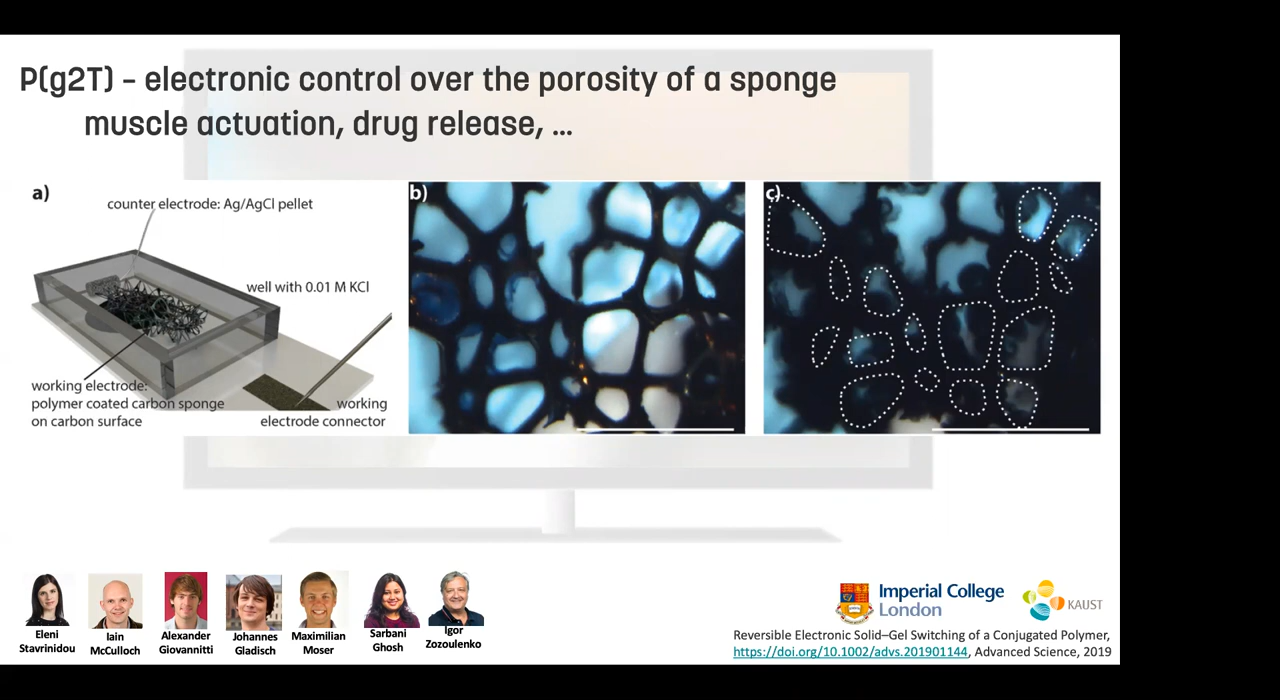 P(g2T) – electronic control over the porosity of a sponge
muscle actuation, drug release, ...
a)
counter electrode: Ag/AgCl pellet
well with 0.01 M KCl
working electrode:
polymer coated carbon sponge
on carbon surface
working
electrode connector
b)
c)
Eleni
Stavrinidou
Iain
McCulloch
Alexander
Giovannitti
Johannes
Gladisch
Maximilian
Moser
Sarbani
Ghosh
Igor
Zozoulenko
Imperial College
London
KAUST
Reversible Electronic Solid–Gel Switching of a Conjugated Polymer,
https://doi.org/10.1002/advs.201901144, Advanced Science, 2019